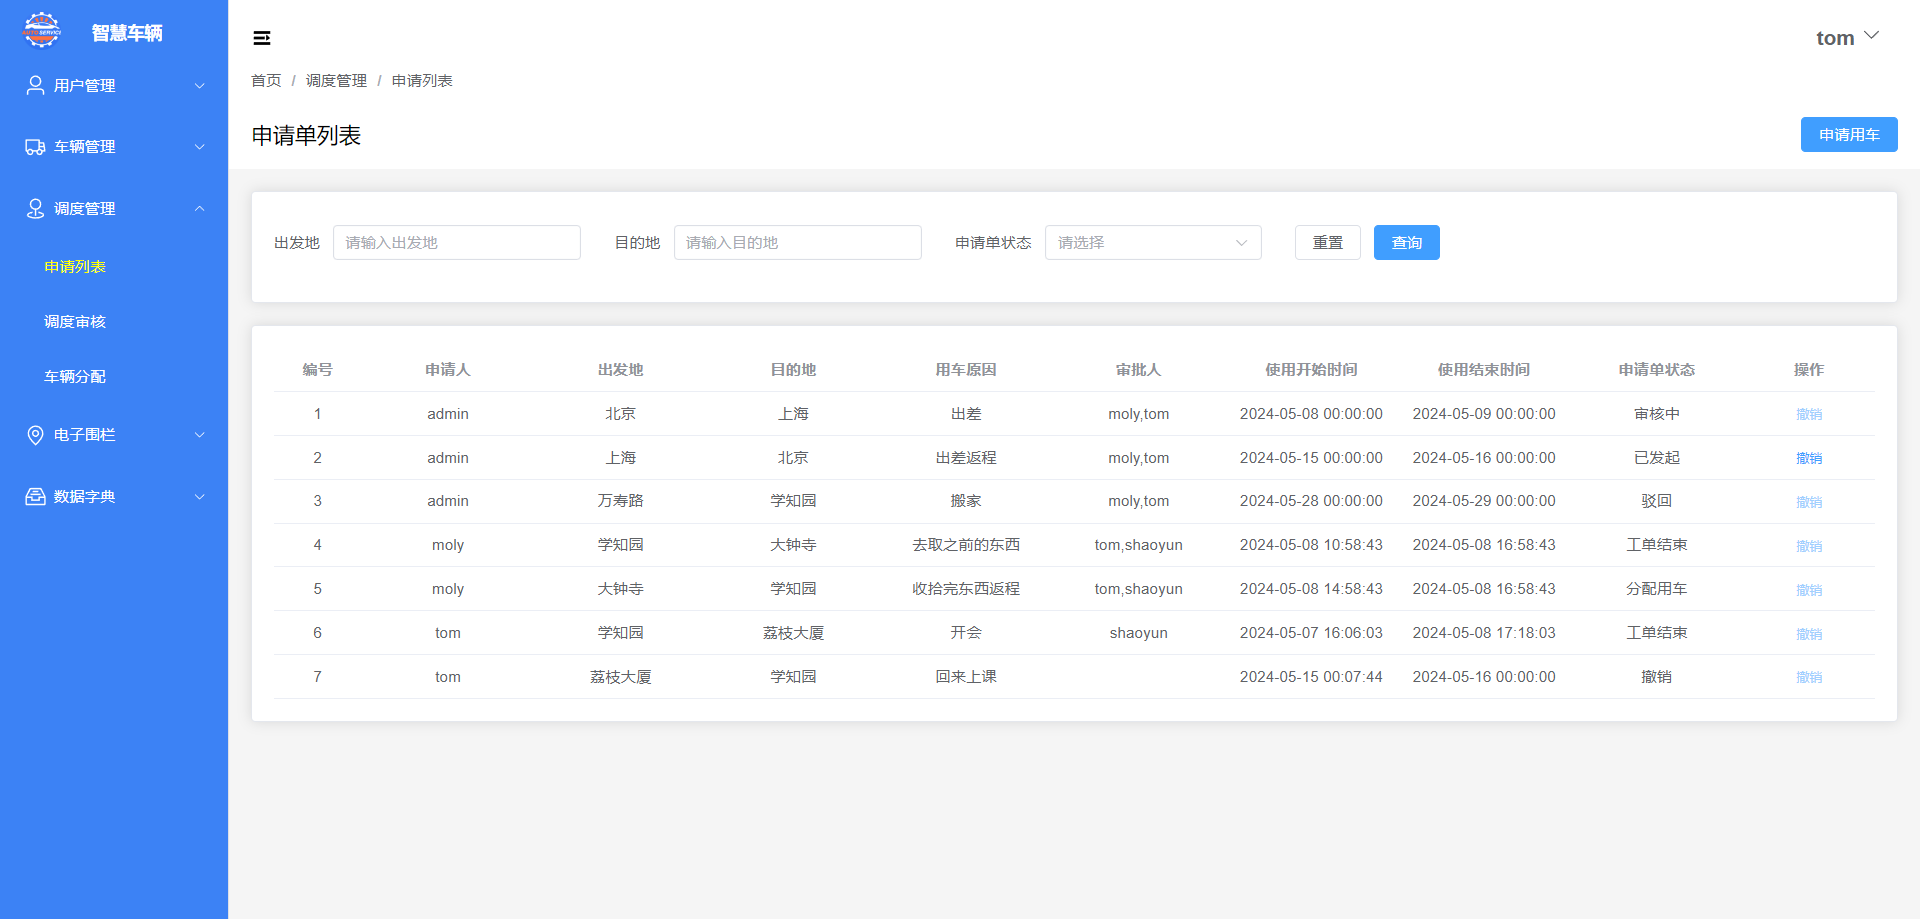 智慧车辆
用户管理
车辆管理
调度管理
申请列表
调度审核
车辆分配
电子围栏
数据字典
tom
首页 / 调度管理 / 申请列表
申请单列表
申请用车
出发地 请输入出发地 目的地 请输入目的地 申请单状态 请选择 重置 查询
编号 申请人 出发地 目的地 用车原因 审批人 使用开始时间 使用结束时间 申请单状态 操作
1 admin 北京 上海 出差 moly,tom 2024-05-08 00:00:00 2024-05-09 00:00:00 审核中 撤销
2 admin 上海 北京 出差返程 moly,tom 2024-05-15 00:00:00 2024-05-16 00:00:00 已发起 撤销
3 admin 万寿路 学知园 搬家 moly,tom 2024-05-28 00:00:00 2024-05-29 00:00:00 驳回 撤销
4 moly 学知园 大钟寺 去取之前的东西 tom,shaoyun 2024-05-08 10:58:43 2024-05-08 16:58:43 工单结束 撤销
5 moly 大钟寺 学知园 收拾完东西返程 tom,shaoyun 2024-05-08 14:58:43 2024-05-08 16:58:43 分配用车 撤销
6 tom 学知园 荔枝大厦 开会 shaoyun 2024-05-07 16:06:03 2024-05-08 17:18:03 工单结束 撤销
7 tom 荔枝大厦 学知园 回来上课 2024-05-15 00:07:44 2024-05-16 00:00:00 撤销 撤销